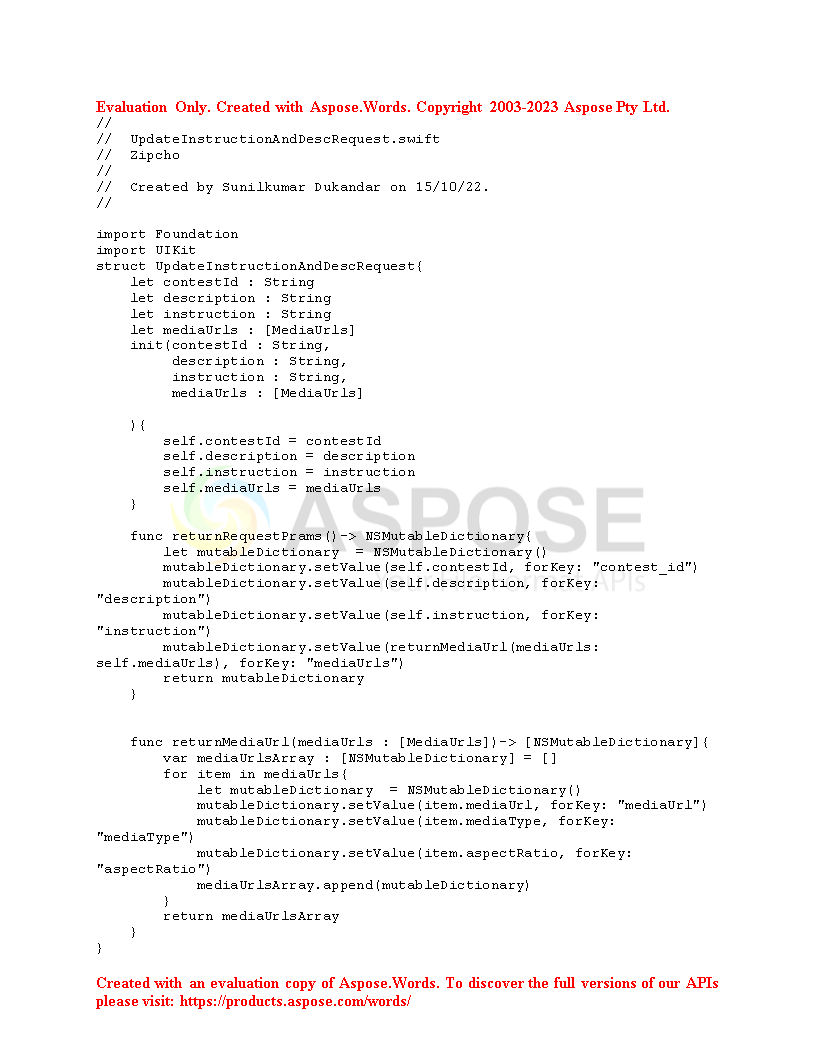 Evaluation Only. Created with Aspose.Words. Copyright 2003-2023 Aspose Pty Ltd.
//
//  UpdateInstructionAndDescRequest.swift
//  Zipcho
//
//  Created by Sunilkumar Dukandar on 15/10/22.
//

import Foundation
import UIKit
struct UpdateInstructionAndDescRequest{
    let contestId : String
    let description : String
    let instruction : String
    let mediaUrls : [MediaUrls]
    init(contestId : String,
         description : String,
         instruction : String,
         mediaUrls : [MediaUrls]

    ){
        self.contestId = contestId
        self.description = description
        self.instruction = instruction
        self.mediaUrls = mediaUrls
    }
ASPOSE
    func returnRequestPrams()-> NSMutableDictionary{
        let mutableDictionary  = NSMutableDictionary()
        mutableDictionary.setValue(self.contestId, forKey: "contest_id")
        mutableDictionary.setValue(self.description, forKey:
"description")
        mutableDictionary.setValue(self.instruction, forKey:
"instruction")
        mutableDictionary.setValue(returnMediaUrl(mediaUrls:
self.mediaUrls), forKey: "mediaUrls")
        return mutableDictionary
    }


    func returnMediaUrl(mediaUrls : [MediaUrls])-> [NSMutableDictionary]{
        var mediaUrlsArray : [NSMutableDictionary] = []
        for item in mediaUrls{
            let mutableDictionary  = NSMutableDictionary()
            mutableDictionary.setValue(item.mediaUrl, forKey: "mediaUrl")
            mutableDictionary.setValue(item.mediaType, forKey:
"mediaType")
            mutableDictionary.setValue(item.aspectRatio, forKey:
"aspectRatio")
            mediaUrlsArray.append(mutableDictionary)
        }
        return mediaUrlsArray
    }
}

Created with an evaluation copy of Aspose.Words. To discover the full versions of our APIs
please visit: https://products.aspose.com/words/